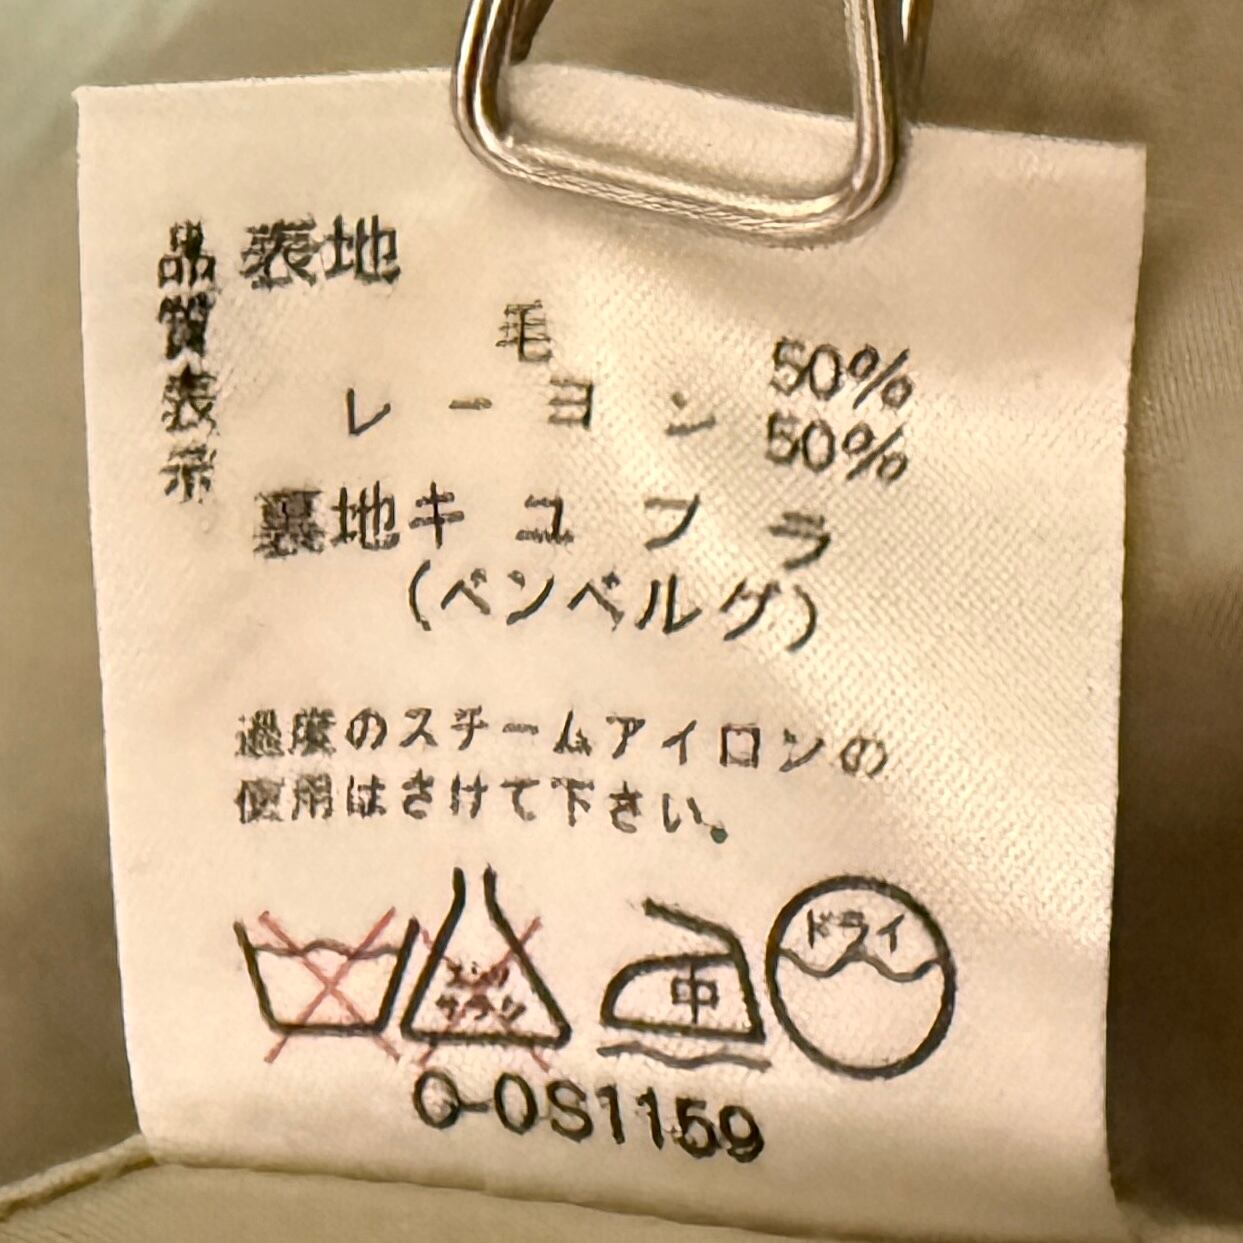 品質表示
表地
毛 50%
レーヨン 50%
裏地キュプラ
(ベンベルグ)
過度のスチームアイロンの
使用はさけて下さい。
エンソ
サラシ
中
ドライ
0-0S1159